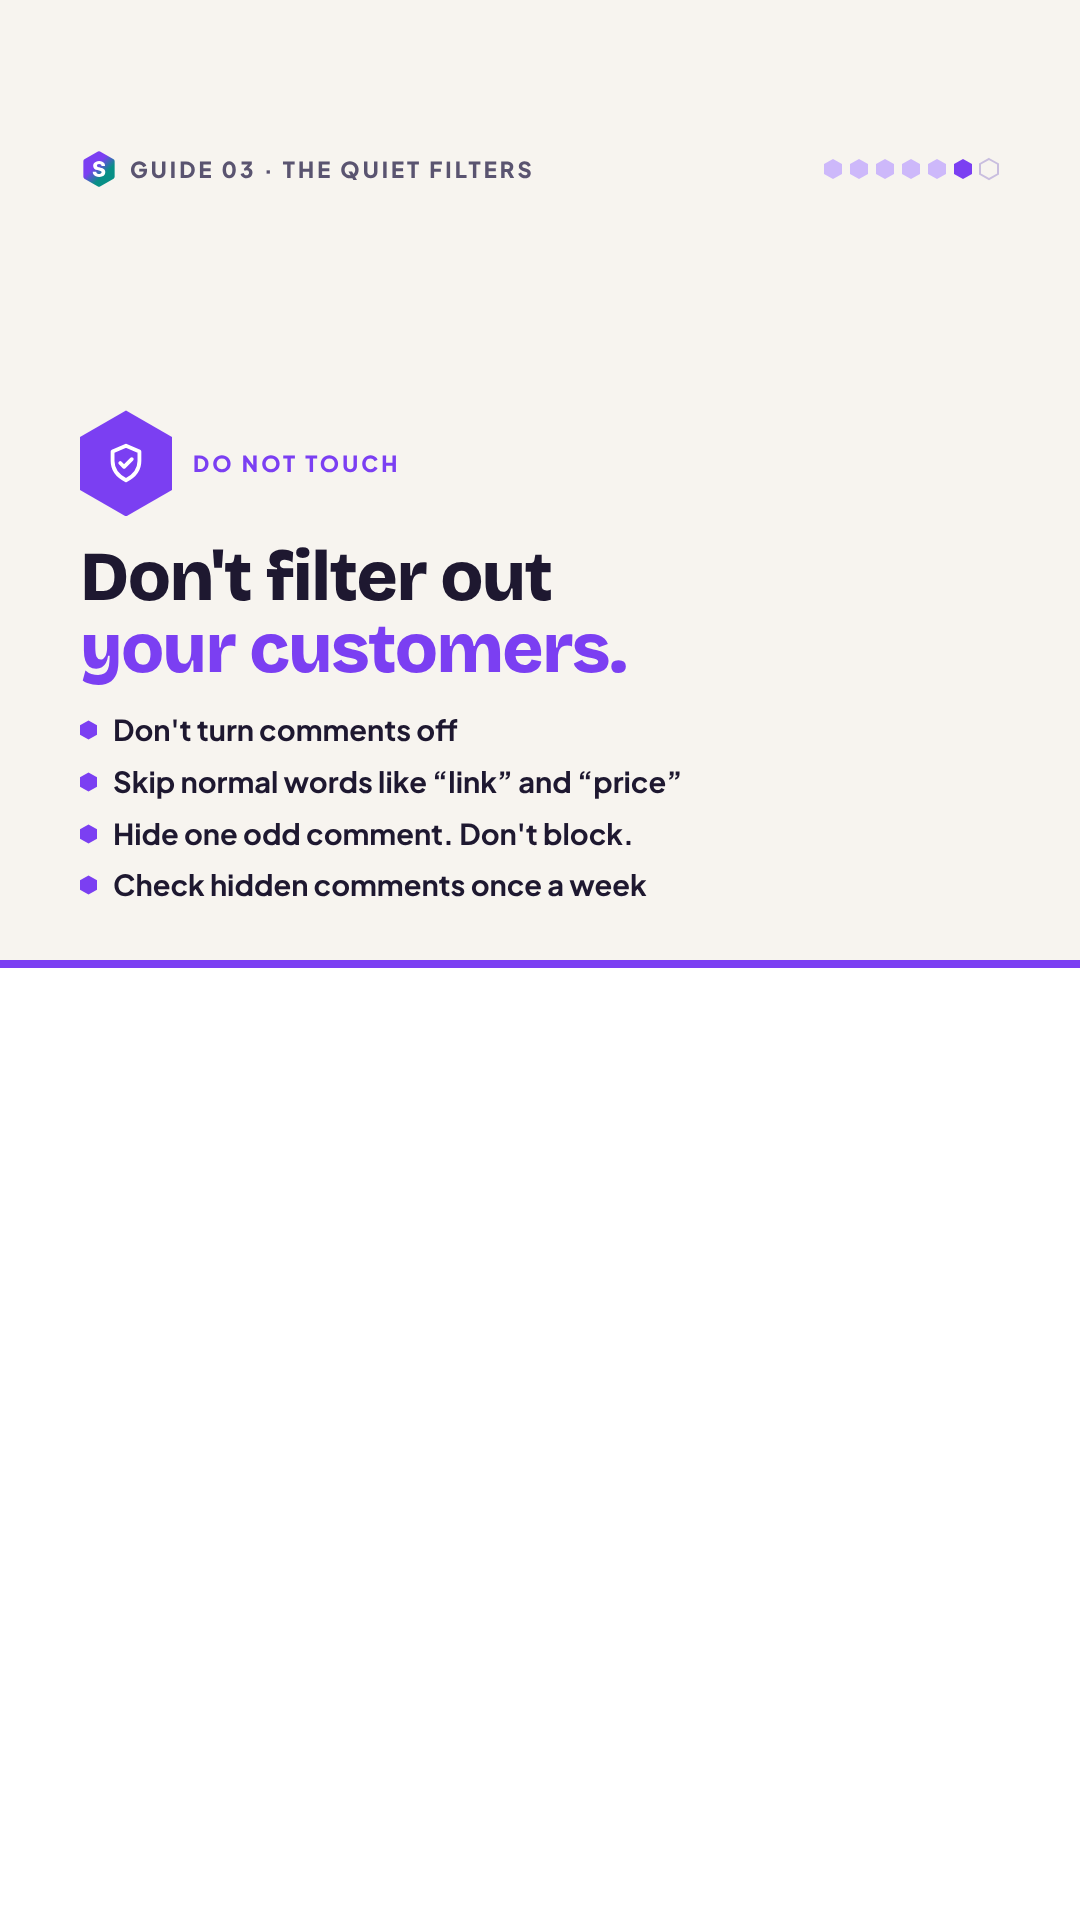 S GUIDE 03 · THE QUIET FILTERS
DO NOT TOUCH
Don't filter out
your customers.
Don't turn comments off
Skip normal words like “link” and “price”
Hide one odd comment. Don't block.
Check hidden comments once a week